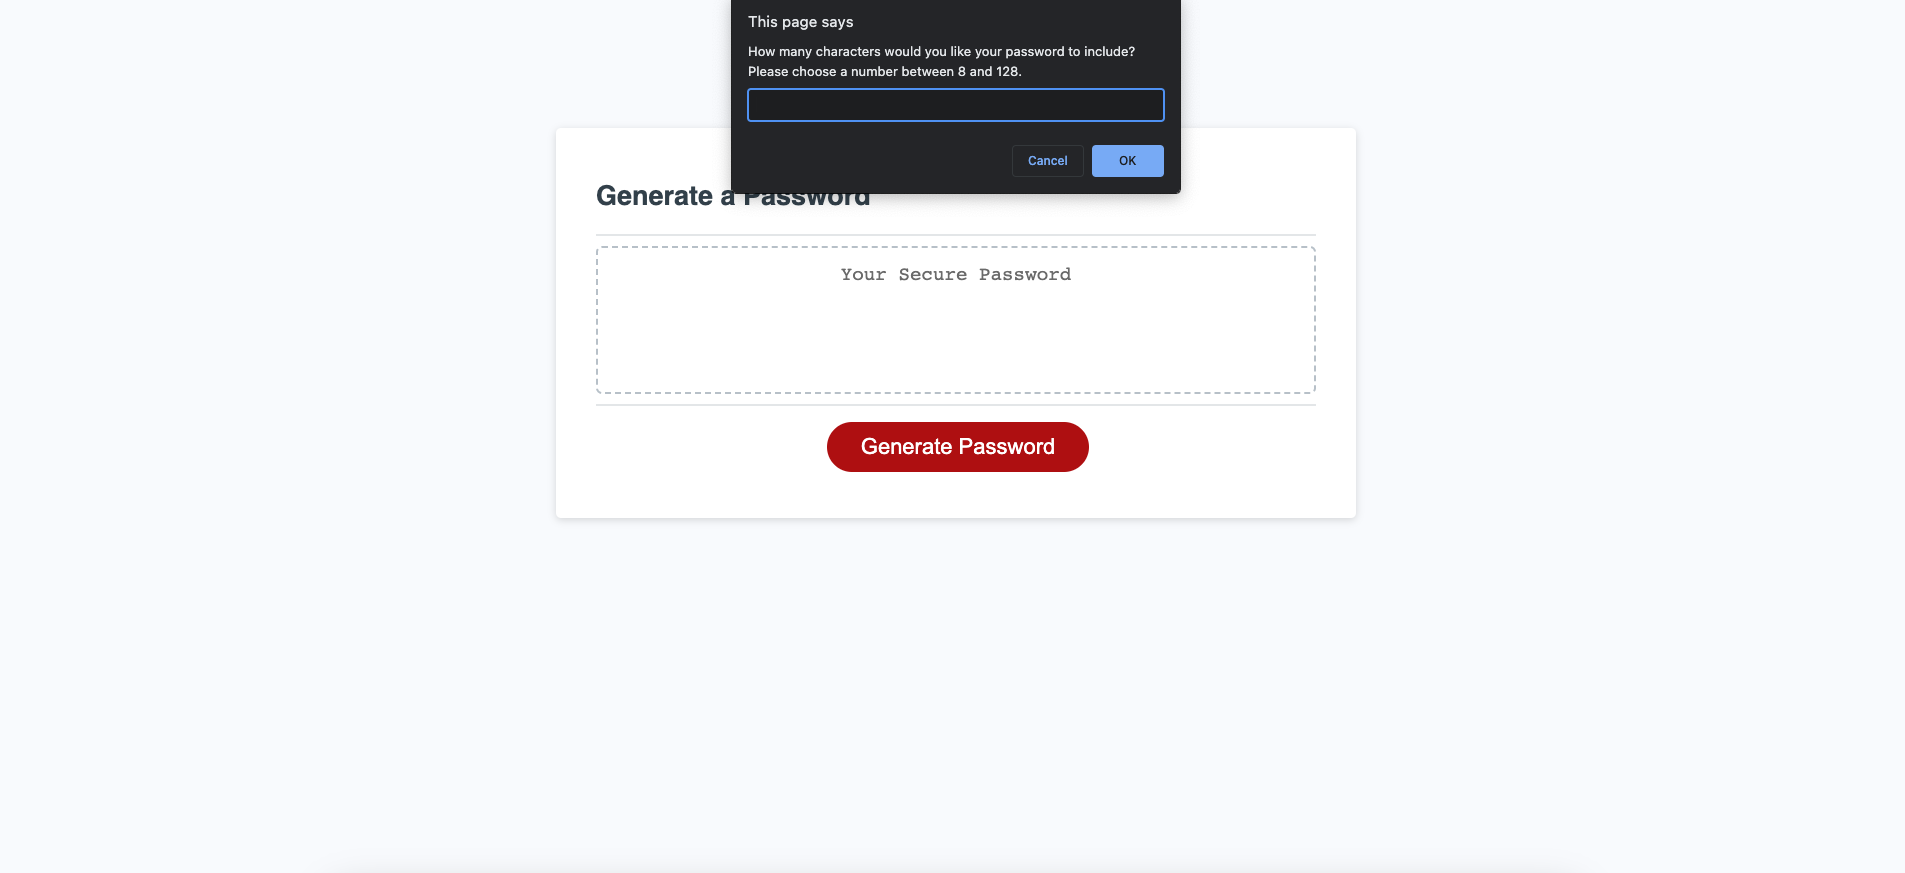 This page says
How many characters would you like your password to include?
Please choose a number between 8 and 128.
Cancel
OK
Generate a Password
Your Secure Password
Generate Password